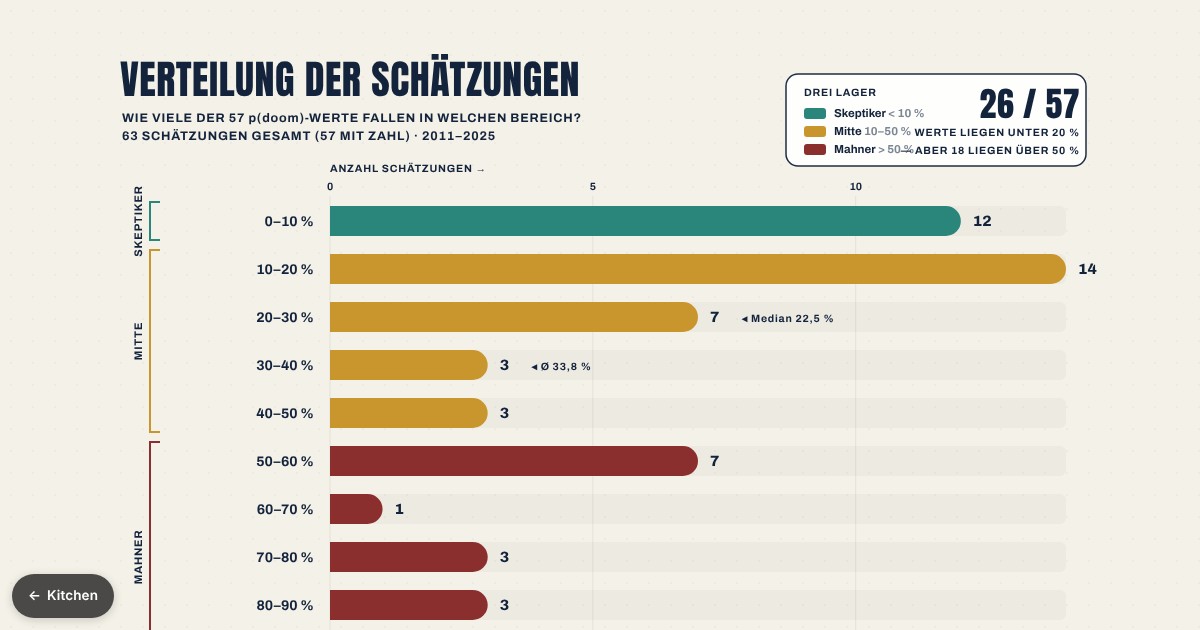 VERTEILUNG DER SCHÄTZUNGEN
WIE VIELE DER 57 p(doom)-WERTE FALLEN IN WELCHEN BEREICH?
63 SCHÄTZUNGEN GESAMT (57 MIT ZAHL) · 2011–2025
DREI LAGER
26 / 57
Skeptiker < 10 %
Mitte 10–50 %
WERTE LIEGEN UNTER 20 %
Mahner > 50 %
— ABER 18 LIEGEN ÜBER 50 %
ANZAHL SCHÄTZUNGEN →
0 5 10
SKEPTIKER
0–10 % 12
MITTE
10–20 % 14
20–30 % 7 ◂ Median 22,5 %
30–40 % 3 ◂ Ø 33,8 %
40–50 % 3
MAHNER
50–60 % 7
60–70 % 1
70–80 % 3
80–90 % 3
← Kitchen